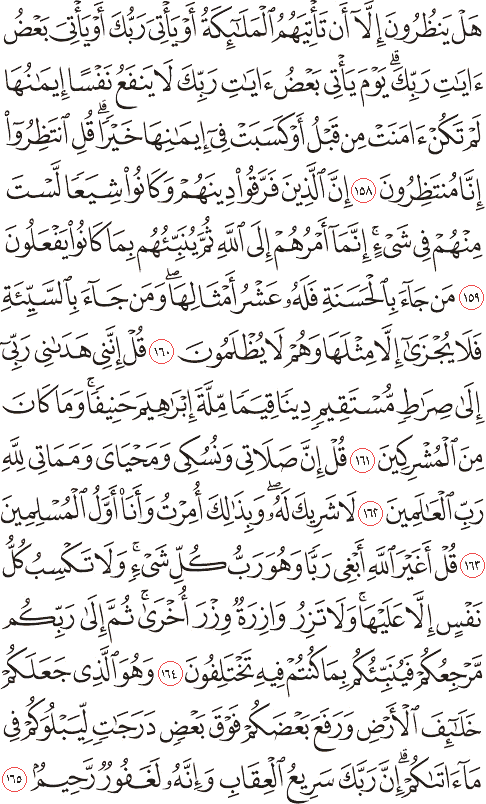 هَلْ يَنظُرُونَ إِلَّآ أَن تَأْتِيَهُمُ ٱلْمَلَٰٓئِكَةُ أَوْ يَأْتِىَ رَبُّكَ أَوْ يَأْتِىَ بَعْضُ
ءَايَٰتِ رَبِّكَ ۗ يَوْمَ يَأْتِى بَعْضُ ءَايَٰتِ رَبِّكَ لَا يَنفَعُ نَفْسًا إِيمَٰنُهَا
لَمْ تَكُنْ ءَامَنَتْ مِن قَبْلُ أَوْ كَسَبَتْ فِىٓ إِيمَٰنِهَا خَيْرًا ۗ قُلِ ٱنتَظِرُوٓا۟
إِنَّا مُنتَظِرُونَ ١٥٨ إِنَّ ٱلَّذِينَ فَرَّقُوا۟ دِينَهُمْ وَكَانُوا۟ شِيَعًا لَّسْتَ
مِنْهُمْ فِى شَىْءٍ ۚ إِنَّمَآ أَمْرُهُمْ إِلَى ٱللَّهِ ثُمَّ يُنَبِّئُهُم بِمَا كَانُوا۟ يَفْعَلُونَ
١٥٩ مَن جَآءَ بِٱلْحَسَنَةِ فَلَهُۥ عَشْرُ أَمْثَالِهَا ۖ وَمَن جَآءَ بِٱلسَّيِّئَةِ
فَلَا يُجْزَىٰٓ إِلَّا مِثْلَهَا وَهُمْ لَا يُظْلَمُونَ ١٦٠ قُلْ إِنَّنِى هَدَىٰنِى رَبِّىٓ
إِلَىٰ صِرَٰطٍ مُّسْتَقِيمٍ دِينًا قِيَمًا مِّلَّةَ إِبْرَٰهِيمَ حَنِيفًا ۚ وَمَا كَانَ
مِنَ ٱلْمُشْرِكِينَ ١٦١ قُلْ إِنَّ صَلَاتِى وَنُسُكِى وَمَحْيَاىَ وَمَمَاتِى لِلَّهِ
رَبِّ ٱلْعَٰلَمِينَ ١٦٢ لَا شَرِيكَ لَهُۥ ۖ وَبِذَٰلِكَ أُمِرْتُ وَأَنَا۠ أَوَّلُ ٱلْمُسْلِمِينَ
١٦٣ قُلْ أَغَيْرَ ٱللَّهِ أَبْغِى رَبًّا وَهُوَ رَبُّ كُلِّ شَىْءٍ ۚ وَلَا تَكْسِبُ كُلُّ
نَفْسٍ إِلَّا عَلَيْهَا ۚ وَلَا تَزِرُ وَازِرَةٌ وِزْرَ أُخْرَىٰ ۚ ثُمَّ إِلَىٰ رَبِّكُم
مَّرْجِعُكُمْ فَيُنَبِّئُكُم بِمَا كُنتُمْ فِيهِ تَخْتَلِفُونَ ١٦٤ وَهُوَ ٱلَّذِى جَعَلَكُمْ
خَلَٰٓئِفَ ٱلْأَرْضِ وَرَفَعَ بَعْضَكُمْ فَوْقَ بَعْضٍ دَرَجَٰتٍ لِّيَبْلُوَكُمْ فِى
مَآ ءَاتَىٰكُمْ ۗ إِنَّ رَبَّكَ سَرِيعُ ٱلْعِقَابِ وَإِنَّهُۥ لَغَفُورٌ رَّحِيمٌۢ ١٦٥